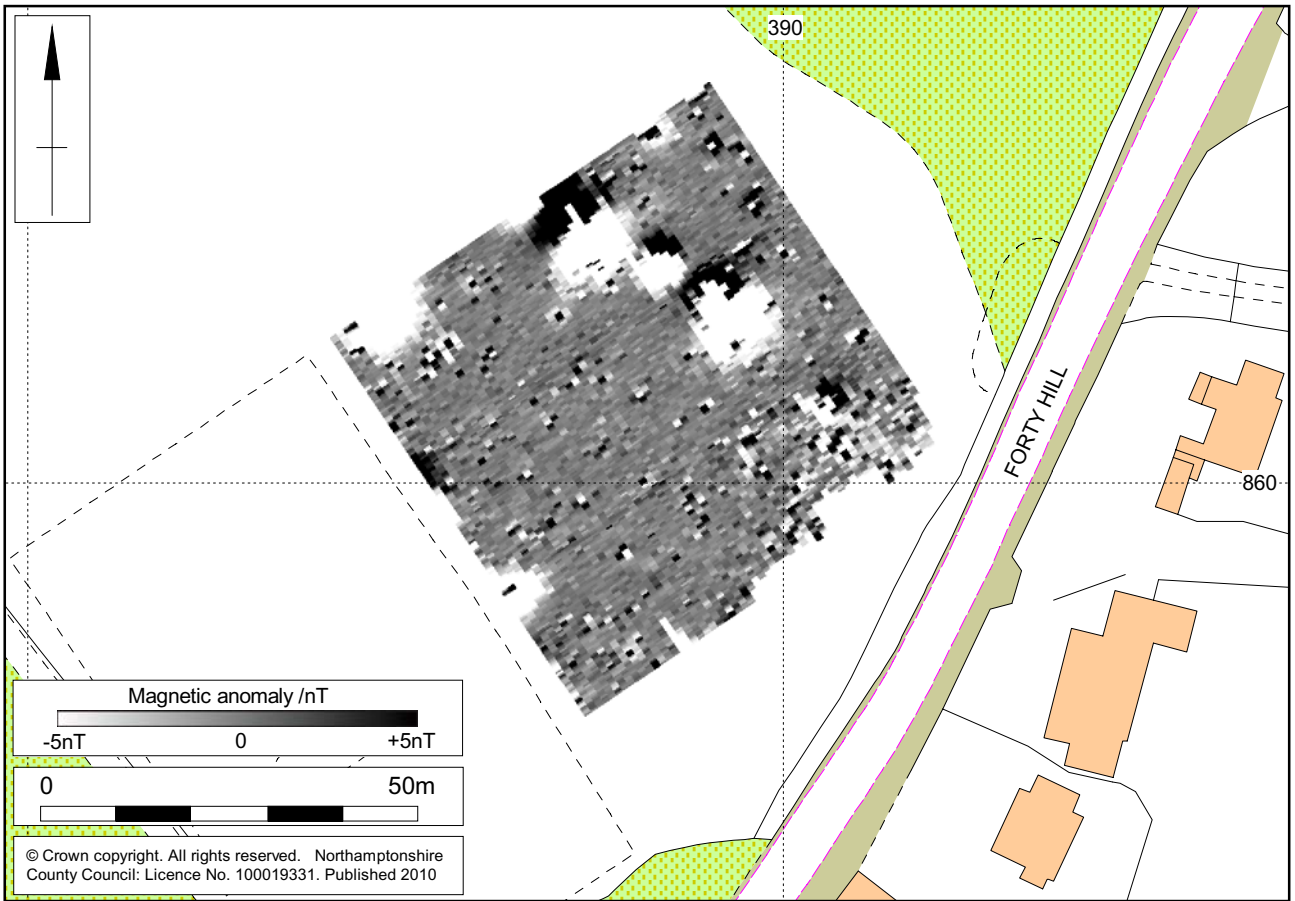 390
FORTY HILL
860
Magnetic anomaly /nT
-5nT 0 +5nT
0 50m
© Crown copyright. All rights reserved. Northamptonshire
County Council: Licence No. 100019331. Published 2010